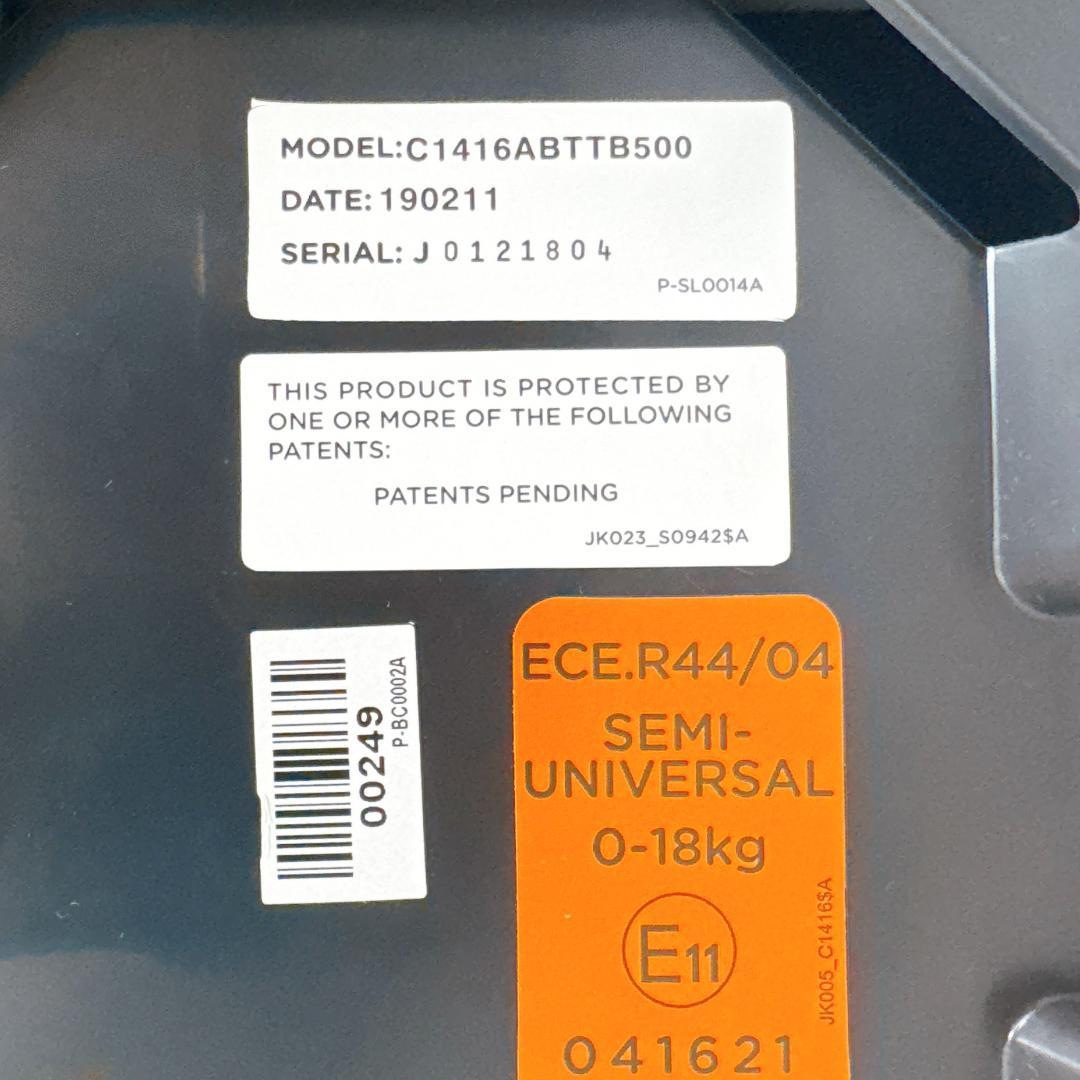 MODEL:C1416ABTTB500
DATE:190211
SERIAL: J 0121804
P-SL0014A
THIS PRODUCT IS PROTECTED BY
ONE OR MORE OF THE FOLLOWING
PATENTS:
PATENTS PENDING
JK023_S0942$A
00249
P-BC0002A
ECE.R44/04
SEMI-
UNIVERSAL
0-18kg
E11
041621
JK005_C1416$A